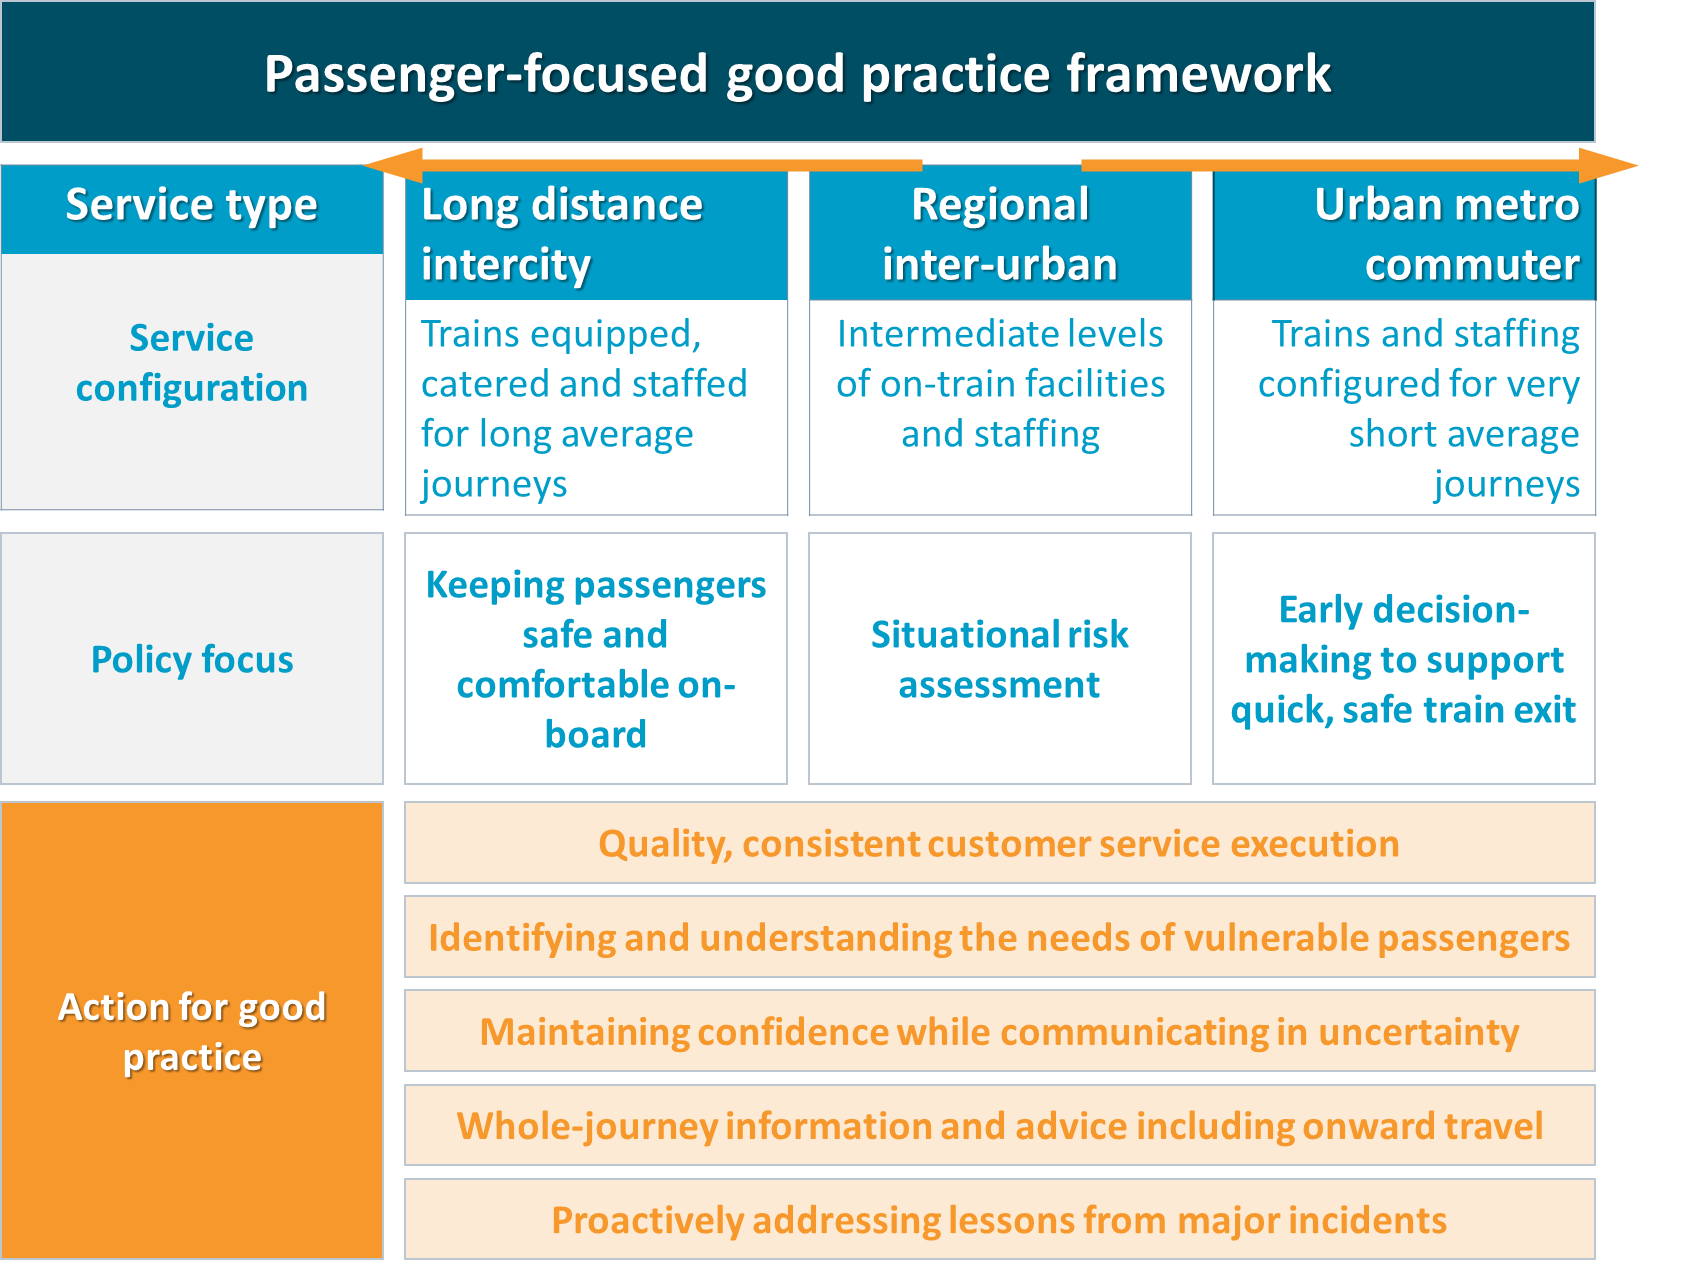 Passenger-focused good practice framework
Service type
Long distance
intercity
Regional
inter-urban
Urban metro
commuter
Service
configuration
Trains equipped,
catered and staffed
for long average
journeys
Intermediate levels
of on-train facilities
and staffing
Trains and staffing
configured for very
short average
journeys
Policy focus
Keeping passengers
safe and
comfortable on-
board
Situational risk
assessment
Early decision-
making to support
quick, safe train exit
Action for good
practice
Quality, consistent customer service execution
Identifying and understanding the needs of vulnerable passengers
Maintaining confidence while communicating in uncertainty
Whole-journey information and advice including onward travel
Proactively addressing lessons from major incidents